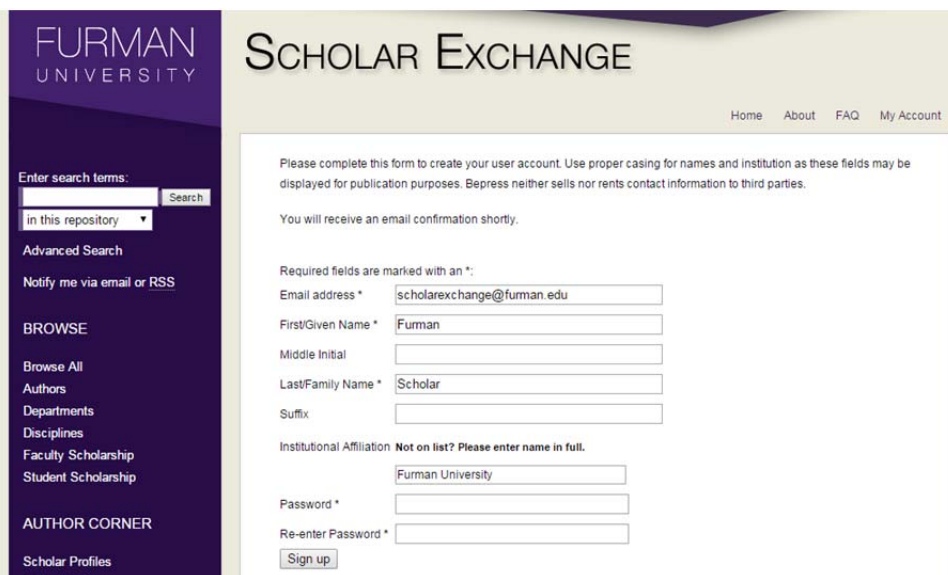 FURMAN
UNIVERSITY
SCHOLAR EXCHANGE
Home About FAQ My Account
Enter search terms:
Search
in this repository
Advanced Search
Notify me via email or RSS
BROWSE
Browse All
Authors
Departments
Disciplines
Faculty Scholarship
Student Scholarship
AUTHOR CORNER
Scholar Profiles
Please complete this form to create your user account. Use proper casing for names and institution as these fields may be
displayed for publication purposes. Bepress neither sells nor rents contact information to third parties.
You will receive an email confirmation shortly.
Required fields are marked with an *:
Email address * scholarexchange@furman.edu
First/Given Name * Furman
Middle Initial
Last/Family Name * Scholar
Suffix
Institutional Affiliation Not on list? Please enter name in full.
Furman University
Password *
Re-enter Password *
Sign up